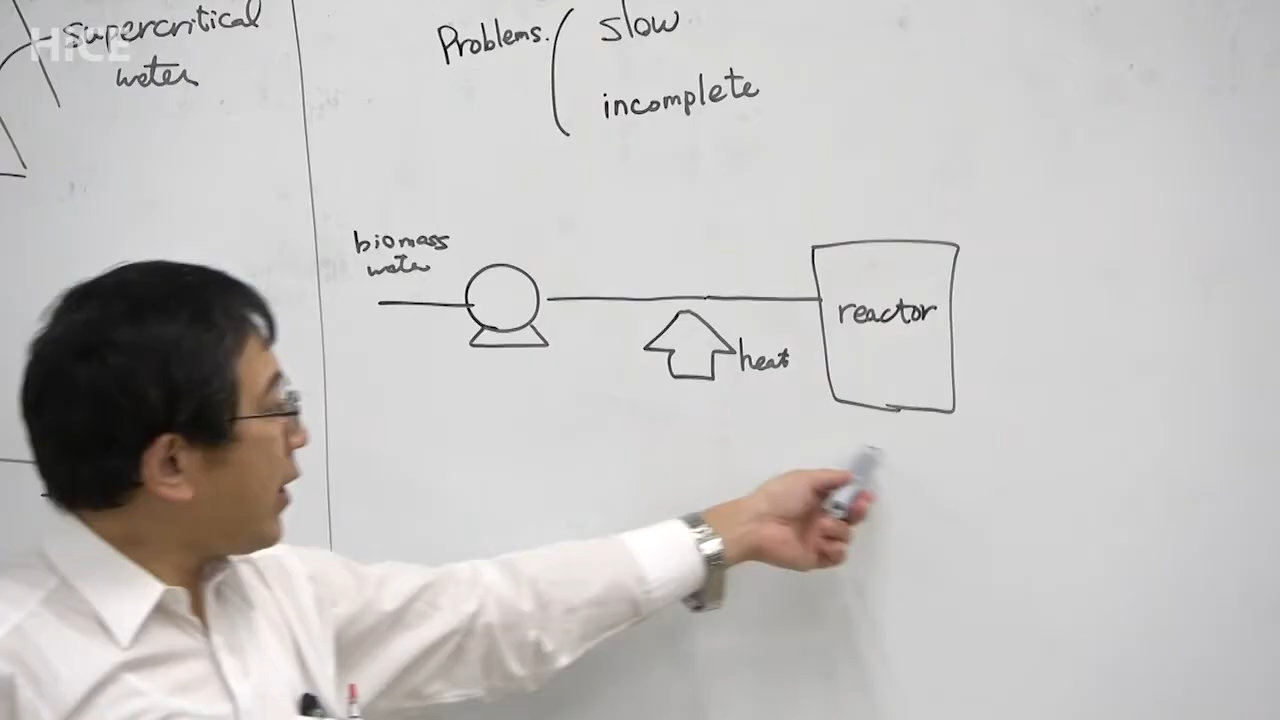 HICE
supercritical
water
Problems.
slow
incomplete
biomass
water
heat
reactor